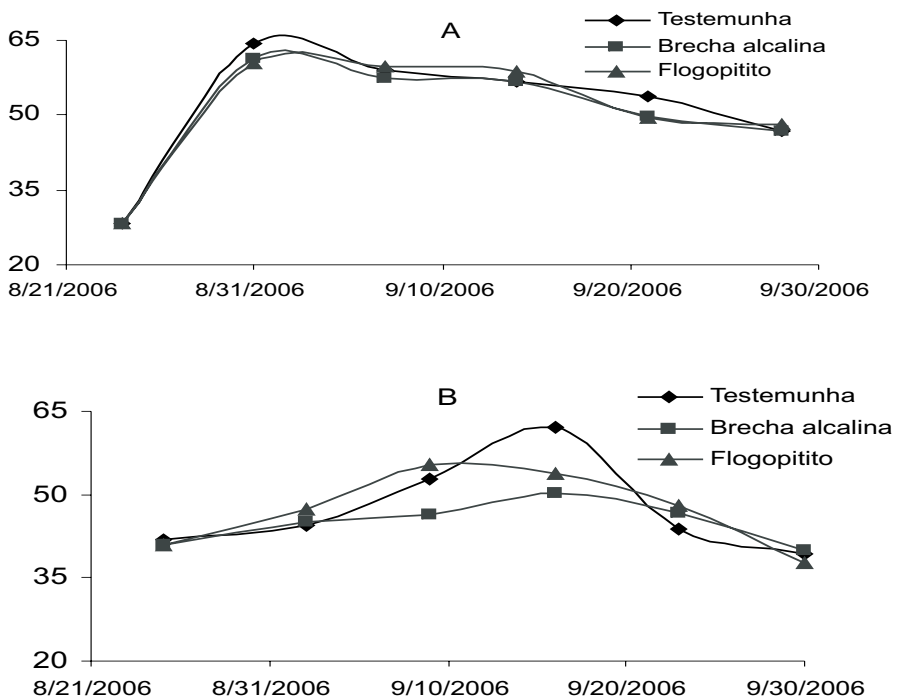 A
Testemunha
Brecha alcalina
Flogopitito
65
50
35
20
8/21/2006 8/31/2006 9/10/2006 9/20/2006 9/30/2006
B
Testemunha
Brecha alcalina
Flogopitito
65
50
35
20
8/21/2006 8/31/2006 9/10/2006 9/20/2006 9/30/2006